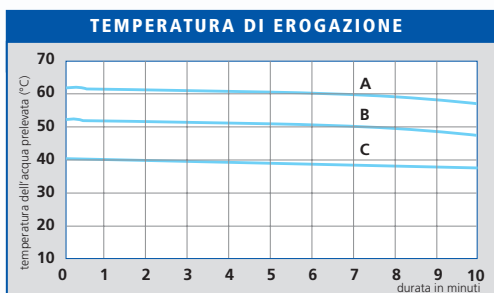 TEMPERATURA DI EROGAZIONE
temperatura dell'acqua prelevata (°C)
70
60
50
40
30
20
10
A
B
C
0 1 2 3 4 5 6 7 8 9 10
durata in minuti